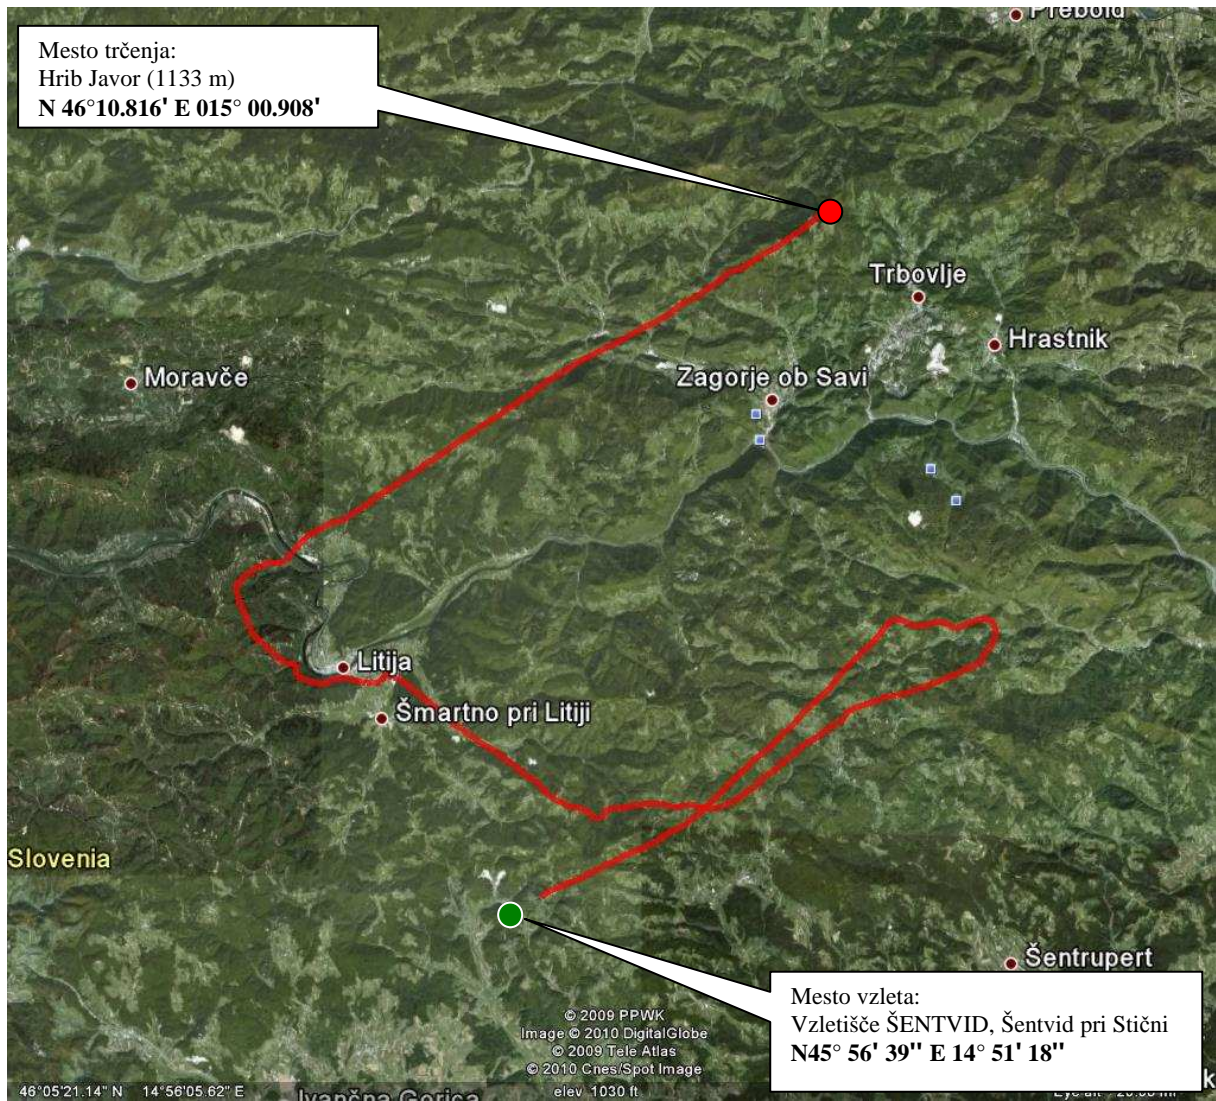 Prebold
Mesto trčenja:
Hrib Javor (1133 m)
N 46°10.816' E 015° 00.908'
Trbovlje
Hrastnik
Moravče
Zagorje ob Savi
Litija
Šmartno pri Litiji
Slovenia
Šentrupert
Mesto vzleta:
Vzletišče ŠENTVID, Šentvid pri Stični
N45° 56' 39" E 14° 51' 18"
© 2009 PPWK
Image © 2010 DigitalGlobe
© 2009 Tele Atlas
© 2010 Cnes/Spot Image
46°05'21.14" N 14°56'05.62" E
Ivančna Gorica
elev 1030 ft